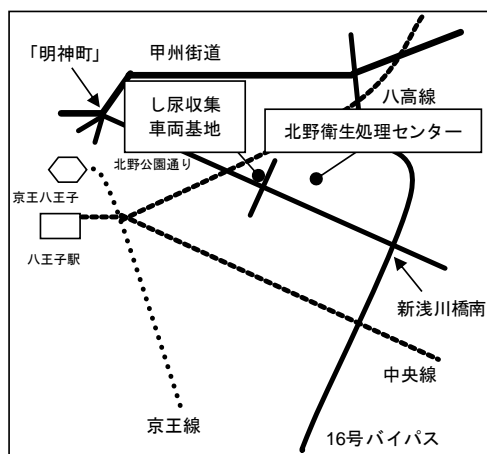 「明神町」
甲州街道
八高線
し尿収集
車両基地
北野衛生処理センター
北野公園通り
京王八王子
八王子駅
新浅川橋南
中央線
京王線
16号バイパス